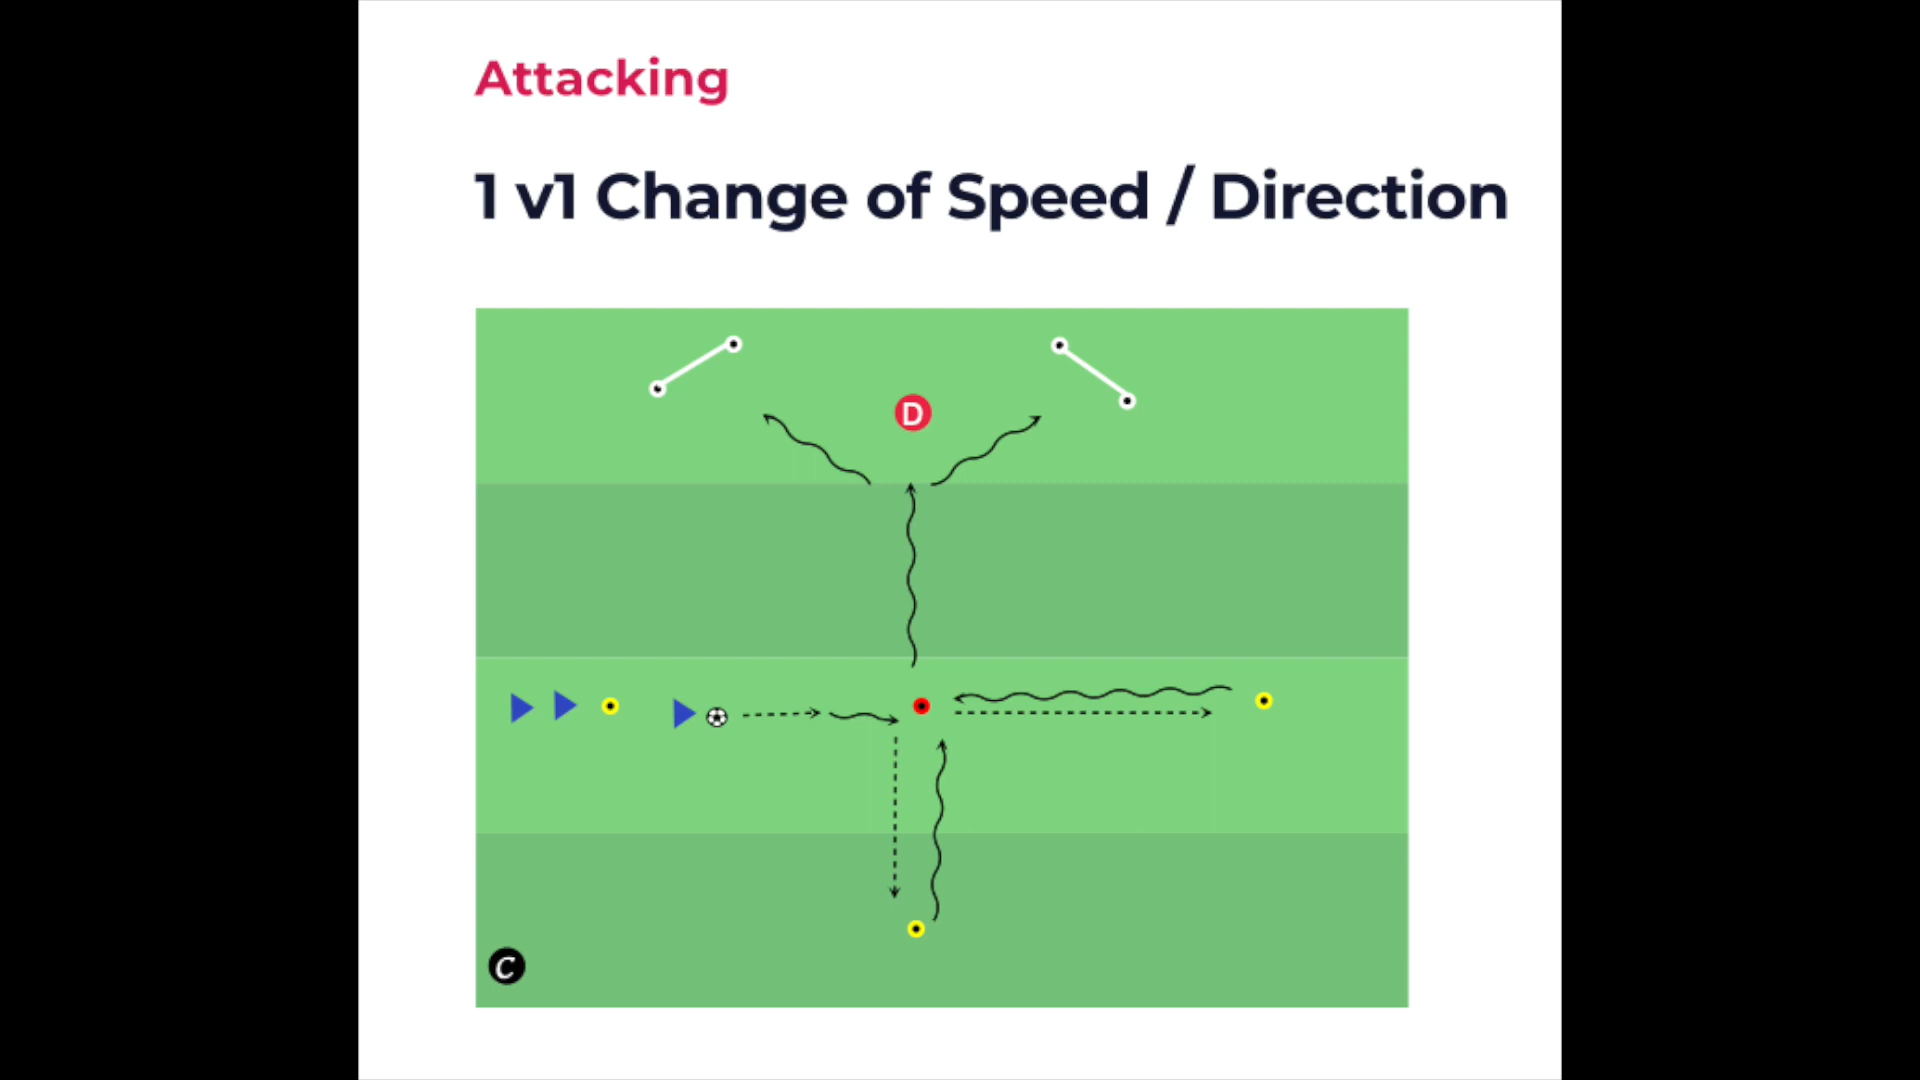 Attacking
1 v1 Change of Speed / Direction
D
C